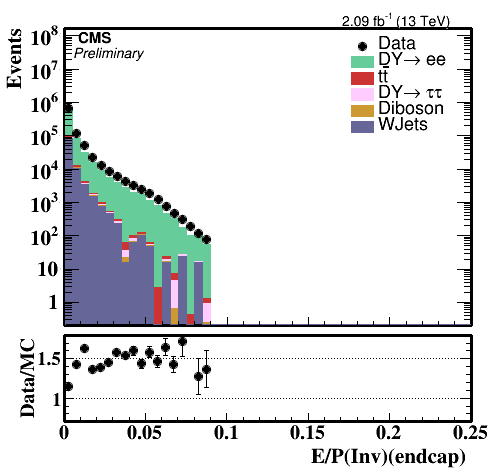 2.09 fb⁻¹ (13 TeV)
CMS
Preliminary
Events
10⁸
10⁷
10⁶
10⁵
10⁴
10³
10²
10
1
Data
DY→ ee
tt̄
DY→ ττ
Diboson
WJets
Data/MC
1.5
1
0 0.05 0.1 0.15 0.2 0.25
E/P(Inv)(endcap)